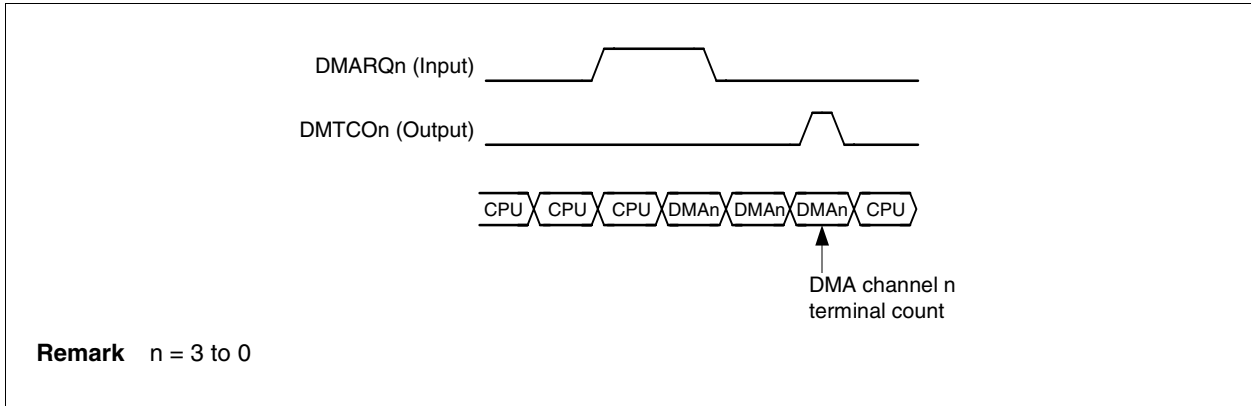 DMARQn (Input)
DMTCOn (Output)
CPU CPU CPU DMAn DMAn DMAn CPU
DMA channel n
terminal count
Remark n = 3 to 0